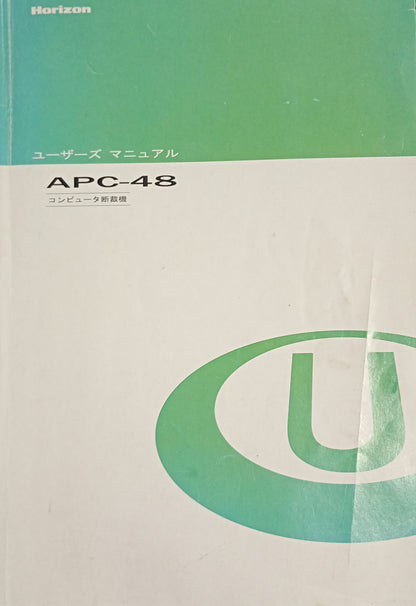 Horizon
ユーザーズ マニュアル
APC-48
コンピュータ断裁機
U